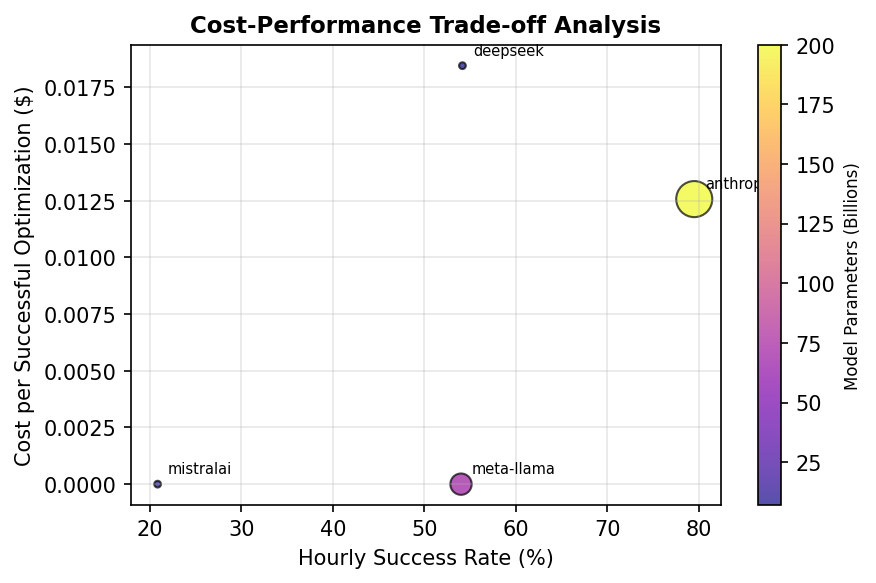 Cost-Performance Trade-off Analysis
deepseek
anthrop
mistralai
meta-llama
Cost per Successful Optimization ($)
0.0175
0.0150
0.0125
0.0100
0.0075
0.0050
0.0025
0.0000
20 30 40 50 60 70 80
Hourly Success Rate (%)
200
175
150
125
100
75
50
25
Model Parameters (Billions)